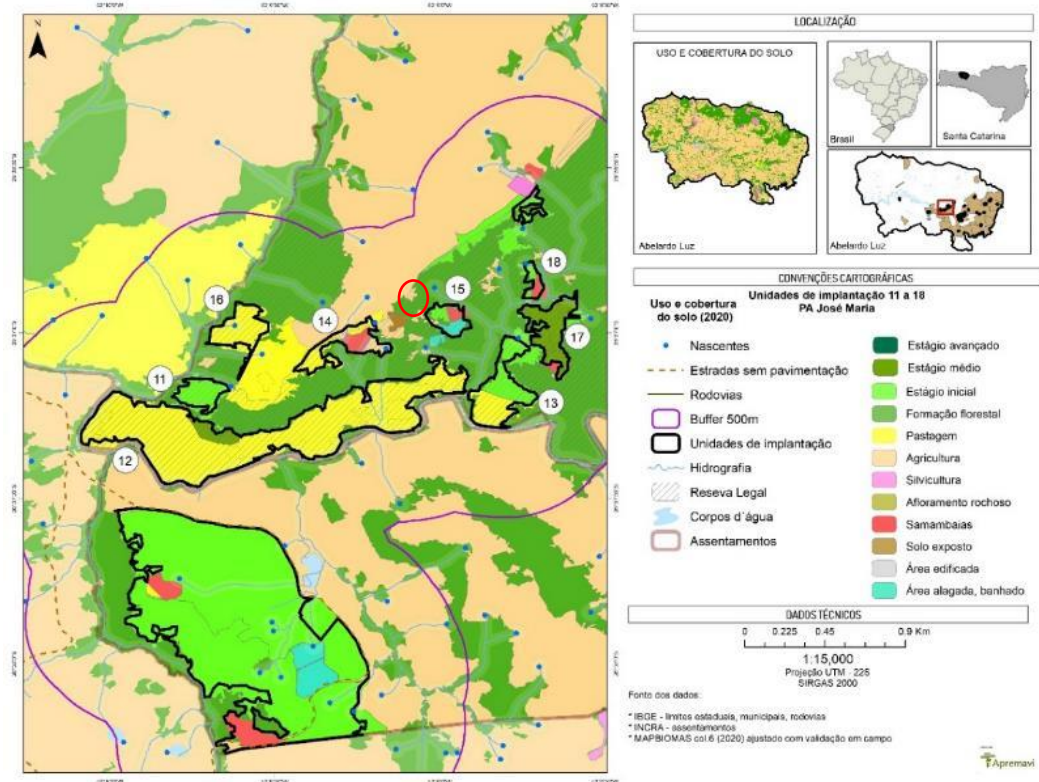 N
16
18
15
14
17
11
13
12
LOCALIZAÇÃO
USO E COBERTURA DO SOLO
Abelardo Luz
Brasil
Santa Catarina
Abelardo Luz
CONVENÇÕES CARTOGRÁFICAS
Uso e cobertura
do solo (2020)
Unidades de implantação 11 a 18
PA José Maria
Nascentes
Estradas sem pavimentação
Rodovias
Buffer 500m
Unidades de implantação
Hidrografia
Reserva Legal
Corpos d´água
Assentamentos
Estágio avançado
Estágio médio
Estágio inicial
Formação florestal
Pastagem
Agricultura
Silvicultura
Afloramento rochoso
Samambaias
Solo exposto
Área edificada
Área alagada, banhado
DADOS TÉCNICOS
0 0.225 0.45 0.9 Km
1:15,000
Projeção UTM - 22S
SIRGAS 2000
Fonte dos dados:
* IBGE - limites estaduais, municipais, rodovias
* INCRA - assentamentos
* MAPBIOMAS col.6 (2020) ajustado com validação em campo
Apremavi